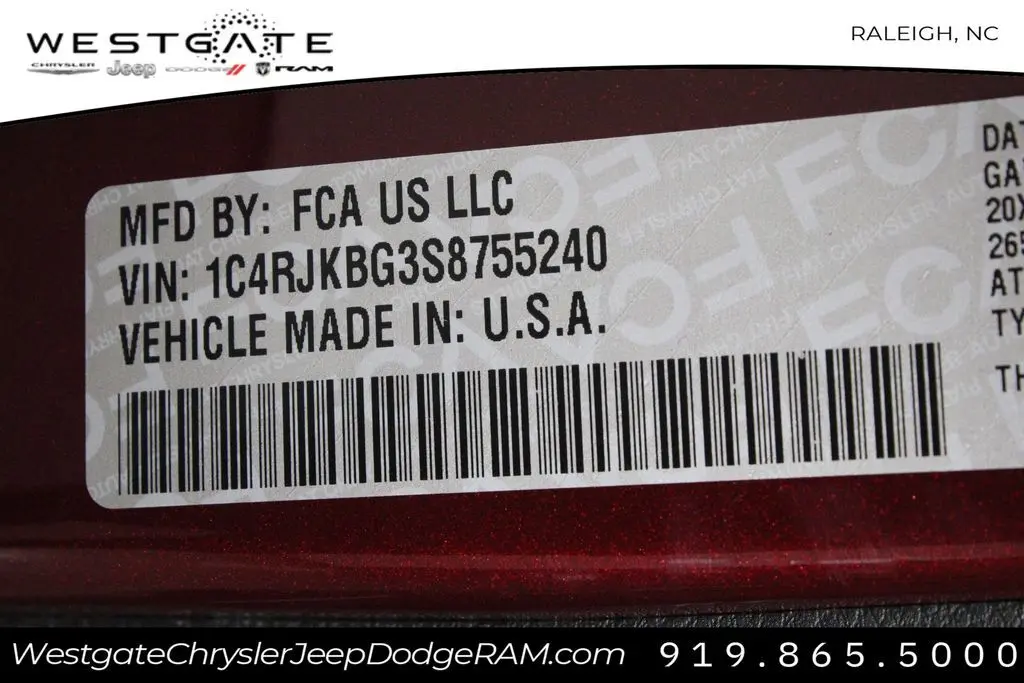 WESTGATE
CHRYSLER Jeep DODGE RAM
RALEIGH, NC
MFD BY: FCA US LLC
VIN: 1C4RJKBG3S8755240
VEHICLE MADE IN: U.S.A.
DAT
GA
20X
265
AT
TY
TH
WestgateChryslerJeepDodgeRAM.com
919.865.5000